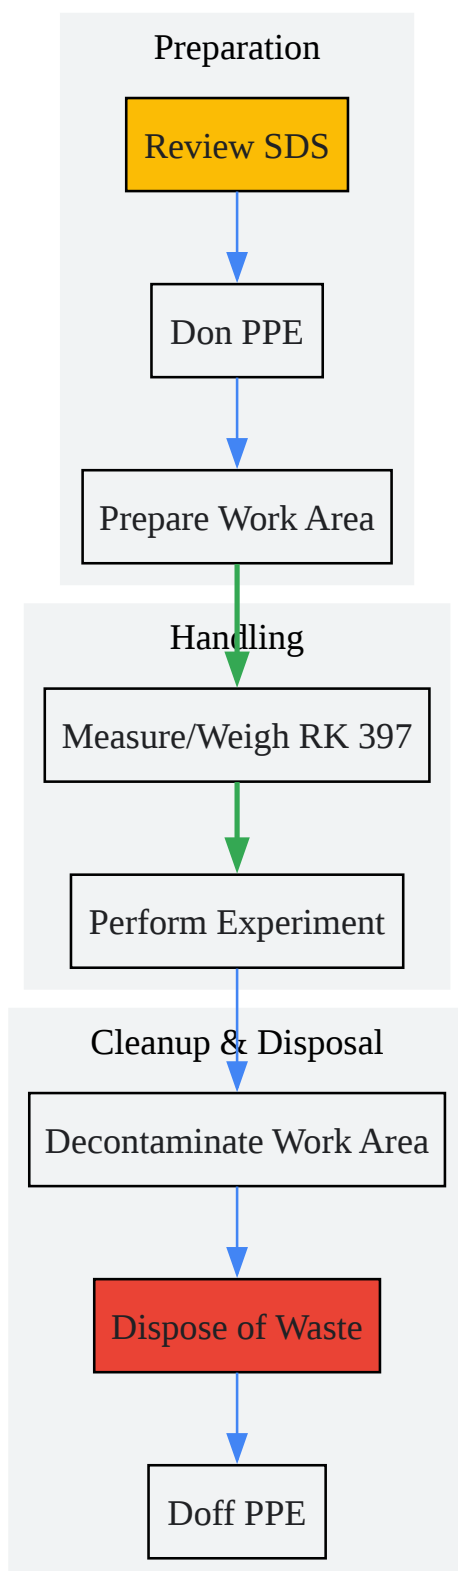 Preparation
Review SDS
Don PPE
Prepare Work Area
Handling
Measure/Weigh RK 397
Perform Experiment
Cleanup & Disposal
Decontaminate Work Area
Dispose of Waste
Doff PPE